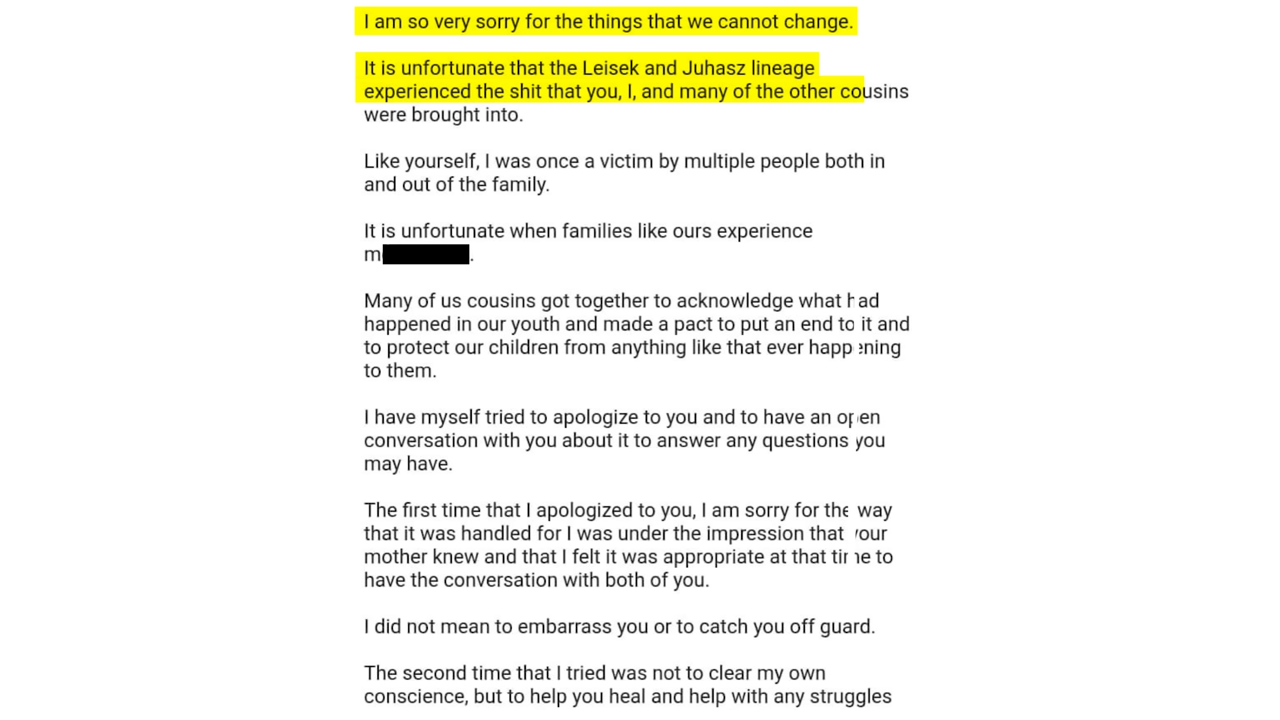 I am so very sorry for the things that we cannot change.
It is unfortunate that the Leisek and Juhasz lineage
experienced the shit that you, I, and many of the other cousins
were brought into.
Like yourself, I was once a victim by multiple people both in
and out of the family.
It is unfortunate when families like ours experience
m .
Many of us cousins got together to acknowledge what had
happened in our youth and made a pact to put an end to it and
to protect our children from anything like that ever happening
to them.
I have myself tried to apologize to you and to have an open
conversation with you about it to answer any questions you
may have.
The first time that I apologized to you, I am sorry for the way
that it was handled for I was under the impression that your
mother knew and that I felt it was appropriate at that time to
have the conversation with both of you.
I did not mean to embarrass you or to catch you off guard.
The second time that I tried was not to clear my own
conscience, but to help you heal and help with any struggles